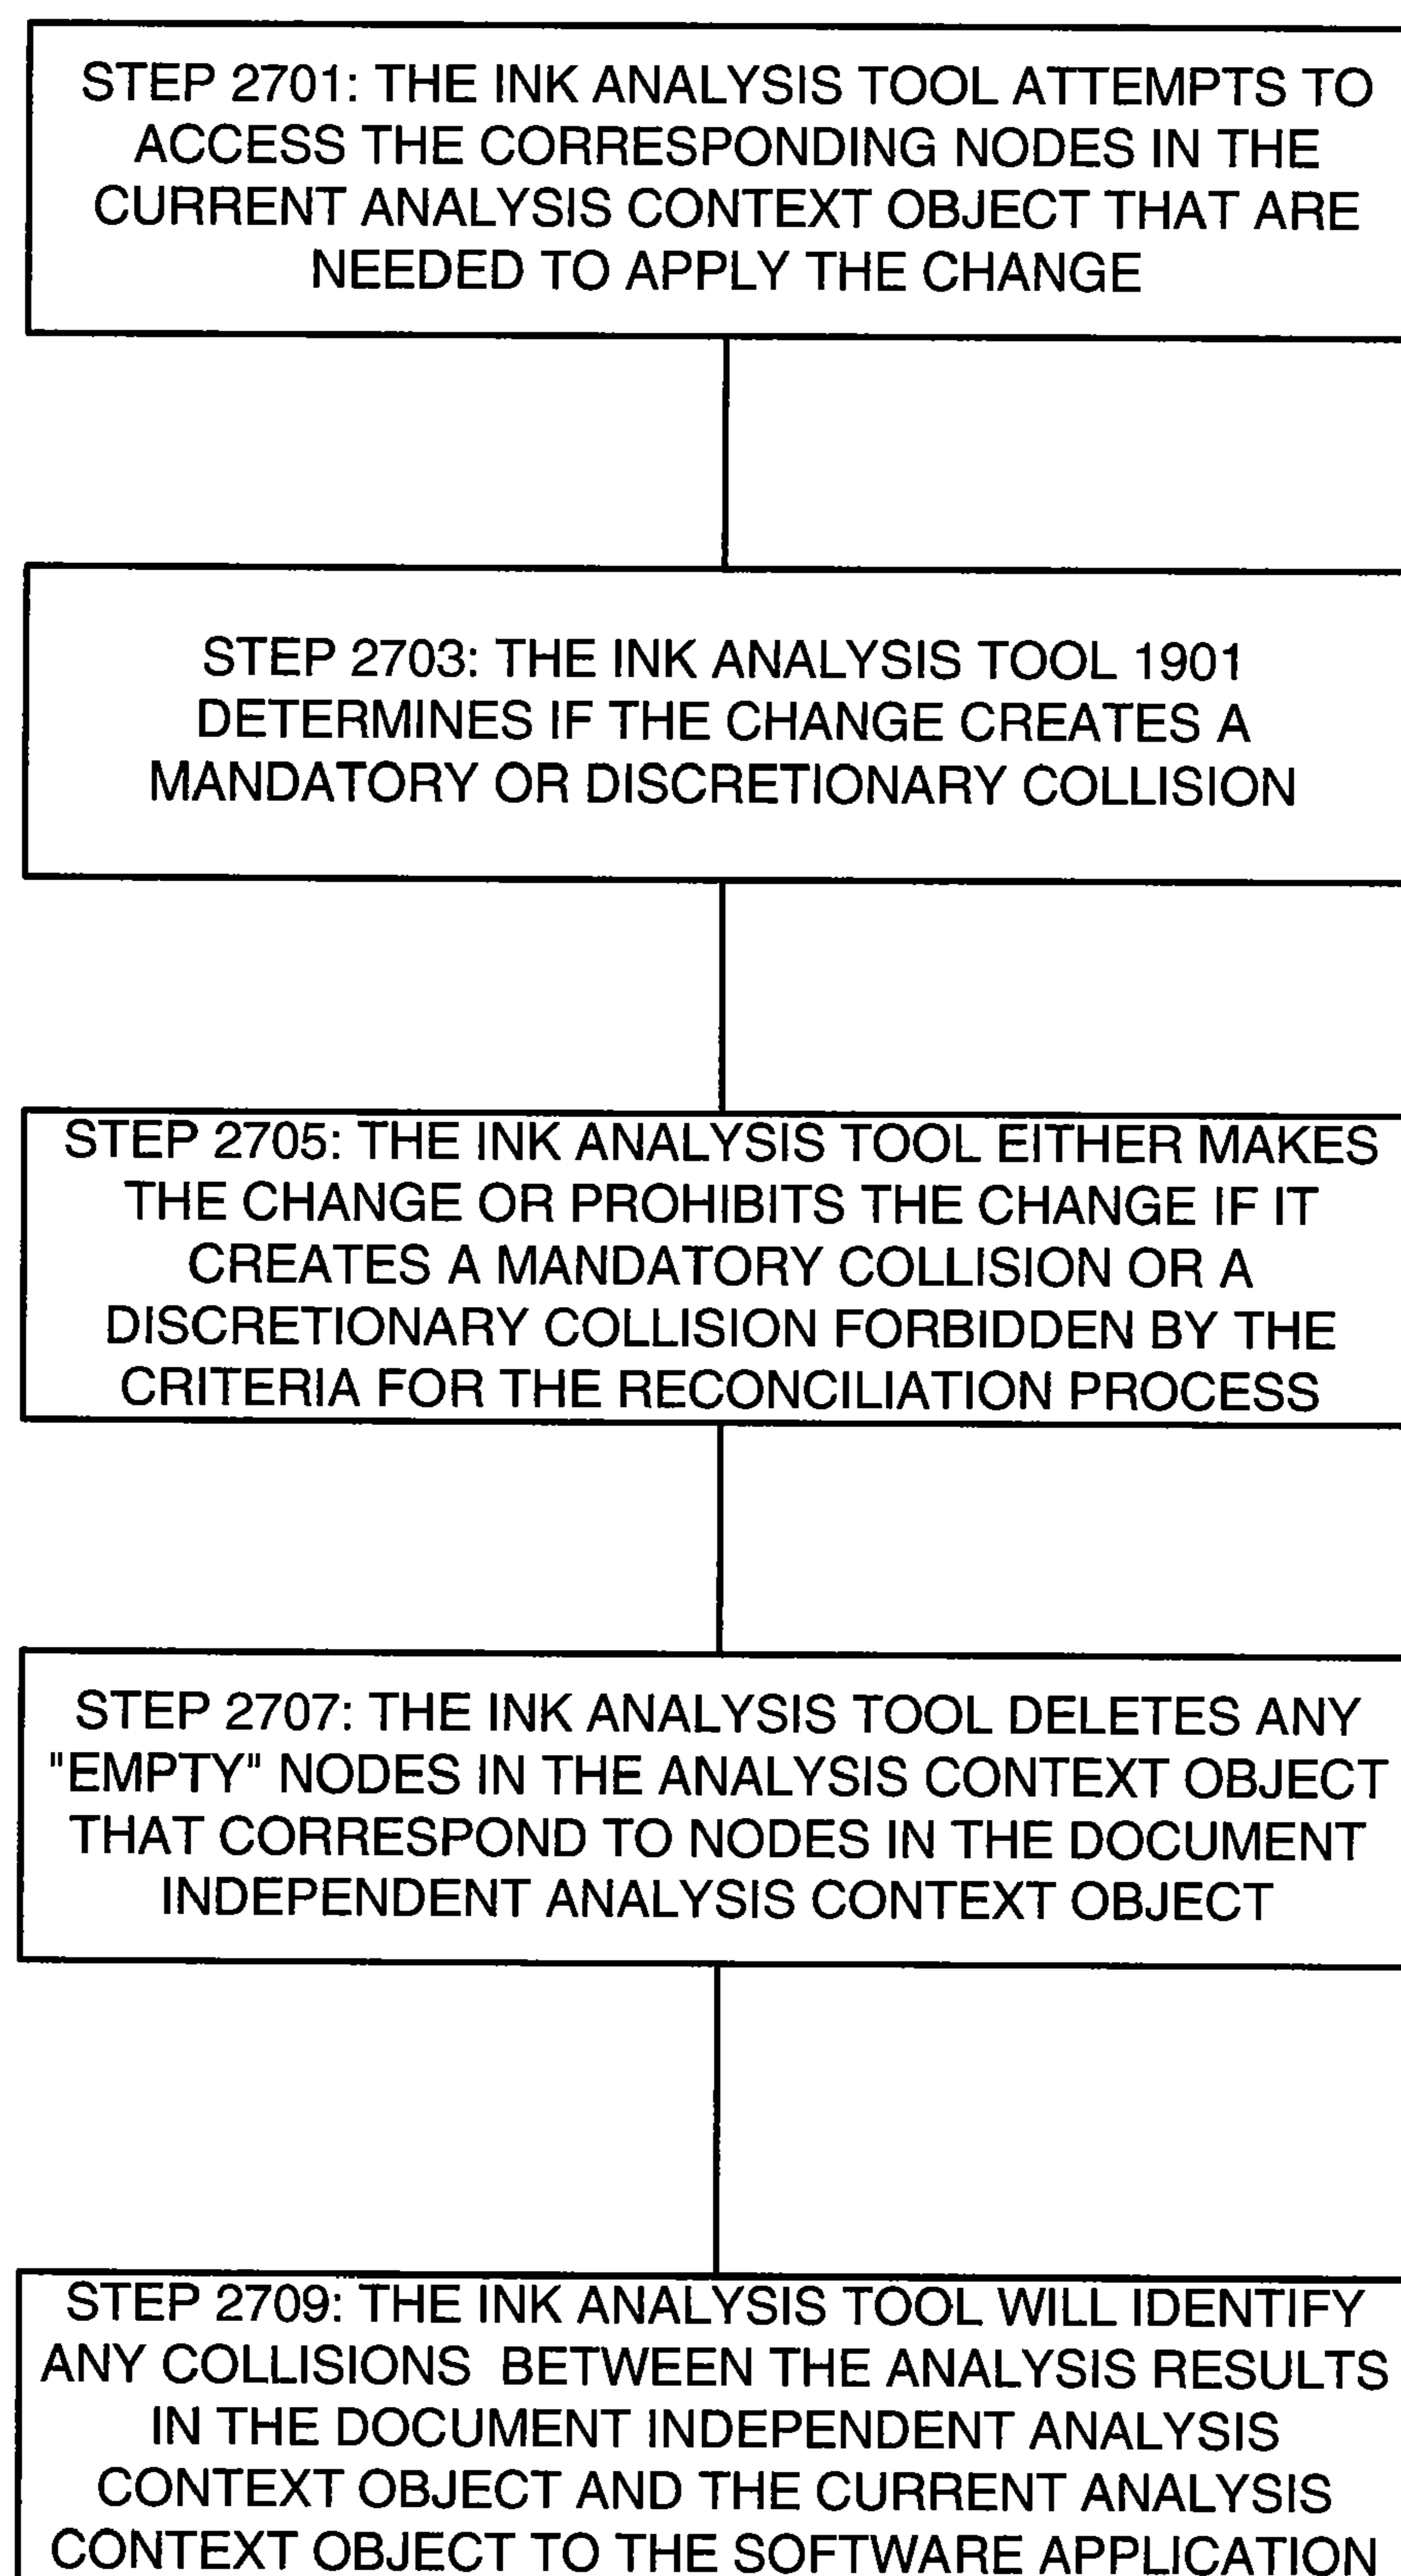 STEP 2701: THE INK ANALYSIS TOOL ATTEMPTS TO
ACCESS THE CORRESPONDING NODES IN THE
CURRENT ANALYSIS CONTEXT OBJECT THAT ARE
NEEDED TO APPLY THE CHANGE
STEP 2703: THE INK ANALYSIS TOOL 1901
DETERMINES IF THE CHANGE CREATES A
MANDATORY OR DISCRETIONARY COLLISION
STEP 2705: THE INK ANALYSIS TOOL EITHER MAKES
THE CHANGE OR PROHIBITS THE CHANGE IF IT
CREATES A MANDATORY COLLISION OR A
DISCRETIONARY COLLISION FORBIDDEN BY THE
CRITERIA FOR THE RECONCILIATION PROCESS
STEP 2707: THE INK ANALYSIS TOOL DELETES ANY
"EMPTY" NODES IN THE ANALYSIS CONTEXT OBJECT
THAT CORRESPOND TO NODES IN THE DOCUMENT
INDEPENDENT ANALYSIS CONTEXT OBJECT
STEP 2709: THE INK ANALYSIS TOOL WILL IDENTIFY
ANY COLLISIONS BETWEEN THE ANALYSIS RESULTS
IN THE DOCUMENT INDEPENDENT ANALYSIS
CONTEXT OBJECT AND THE CURRENT ANALYSIS
CONTEXT OBJECT TO THE SOFTWARE APPLICATION